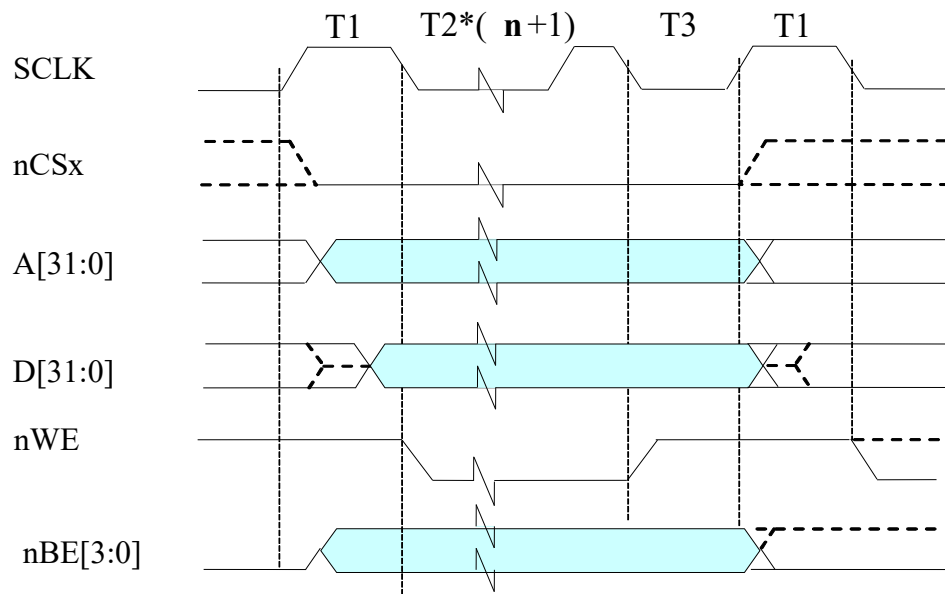 T1 T2*( n +1) T3 T1
SCLK
nCSx
A[31:0]
D[31:0]
nWE
nBE[3:0]